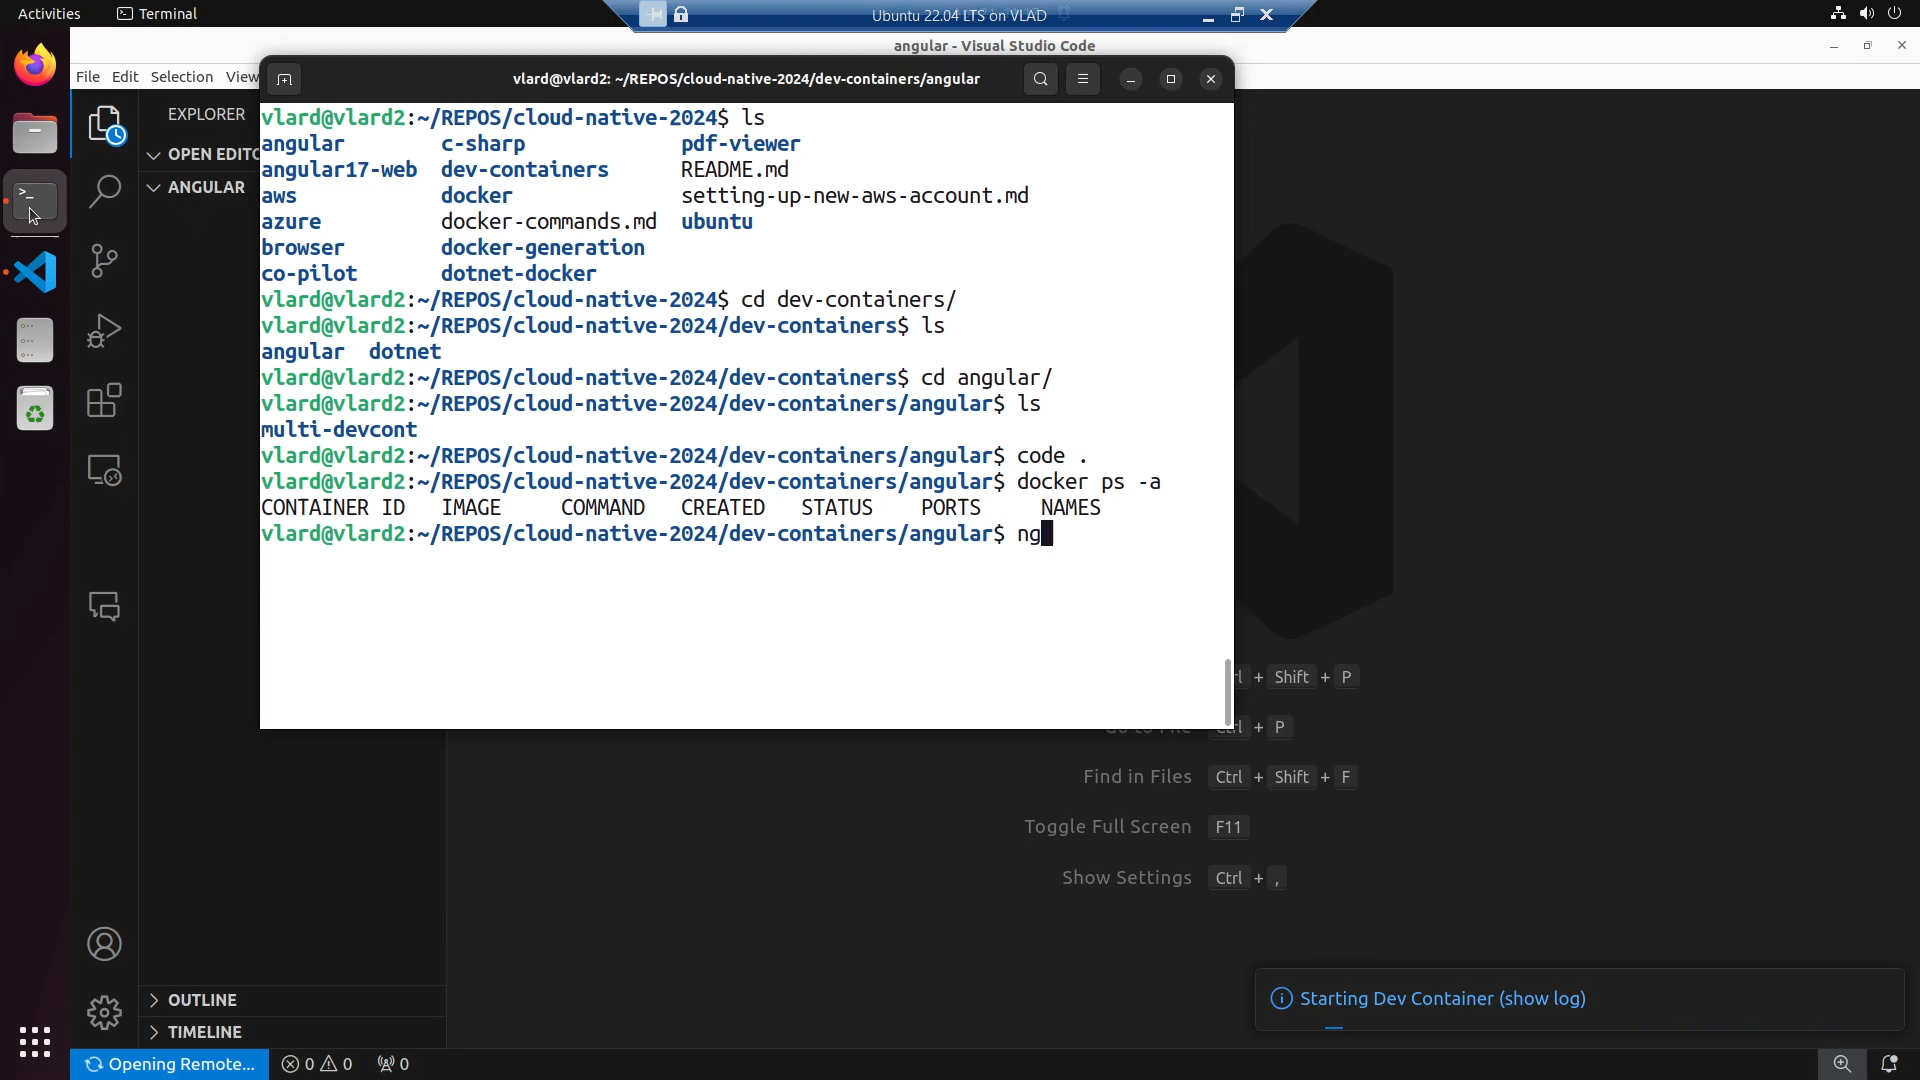 Activities
Terminal
Ubuntu 22.04 LTS on VLAD
angular - Visual Studio Code
File Edit Selection View
vlard@vlard2: ~/REPOS/cloud-native-2024/dev-containers/angular
EXPLORER
OPEN EDITO
ANGULAR
vlard@vlard2:~/REPOS/cloud-native-2024$ ls
angular c-sharp pdf-viewer
angular17-web dev-containers README.md
aws docker setting-up-new-aws-account.md
azure docker-commands.md ubuntu
browser docker-generation
co-pilot dotnet-docker
vlard@vlard2:~/REPOS/cloud-native-2024$ cd dev-containers/
vlard@vlard2:~/REPOS/cloud-native-2024/dev-containers$ ls
angular dotnet
vlard@vlard2:~/REPOS/cloud-native-2024/dev-containers$ cd angular/
vlard@vlard2:~/REPOS/cloud-native-2024/dev-containers/angular$ ls
multi-devcont
vlard@vlard2:~/REPOS/cloud-native-2024/dev-containers/angular$ code .
vlard@vlard2:~/REPOS/cloud-native-2024/dev-containers/angular$ docker ps -a
CONTAINER ID IMAGE COMMAND CREATED STATUS PORTS NAMES
vlard@vlard2:~/REPOS/cloud-native-2024/dev-containers/angular$ ng
+ Shift + P
+ P
Find in Files Ctrl + Shift + F
Toggle Full Screen F11
Show Settings Ctrl + ,
OUTLINE
TIMELINE
Starting Dev Container (show log)
Opening Remote... 0 0 0